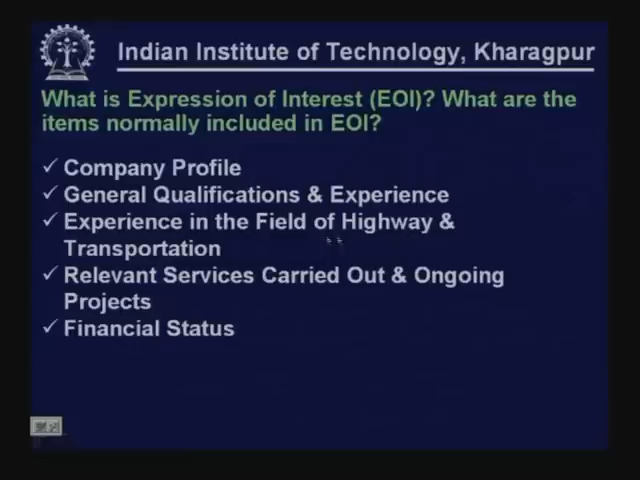 Indian Institute of Technology, Kharagpur
What is Expression of Interest (EOI)? What are the
items normally included in EOI?
✓ Company Profile
✓ General Qualifications & Experience
✓ Experience in the Field of Highway &
Transportation
✓ Relevant Services Carried Out & Ongoing
Projects
✓ Financial Status